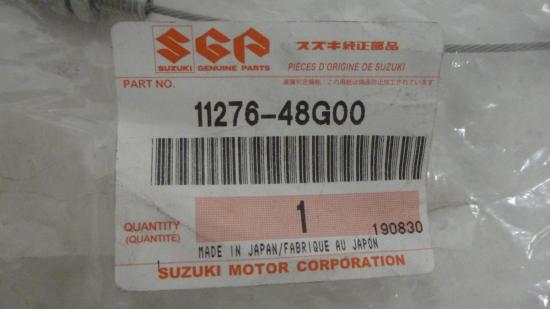 SGP
スズキ純正部品
SUZUKI GENUINE PARTS
PIÈCES D'ORIGINE DE SUZUKI
PART NO.
11276-48G00
QUANTITY
(QUANTITÉ)
1
190830
MADE IN JAPAN/FABRIQUE AU JAPON
SUZUKI MOTOR CORPORATION